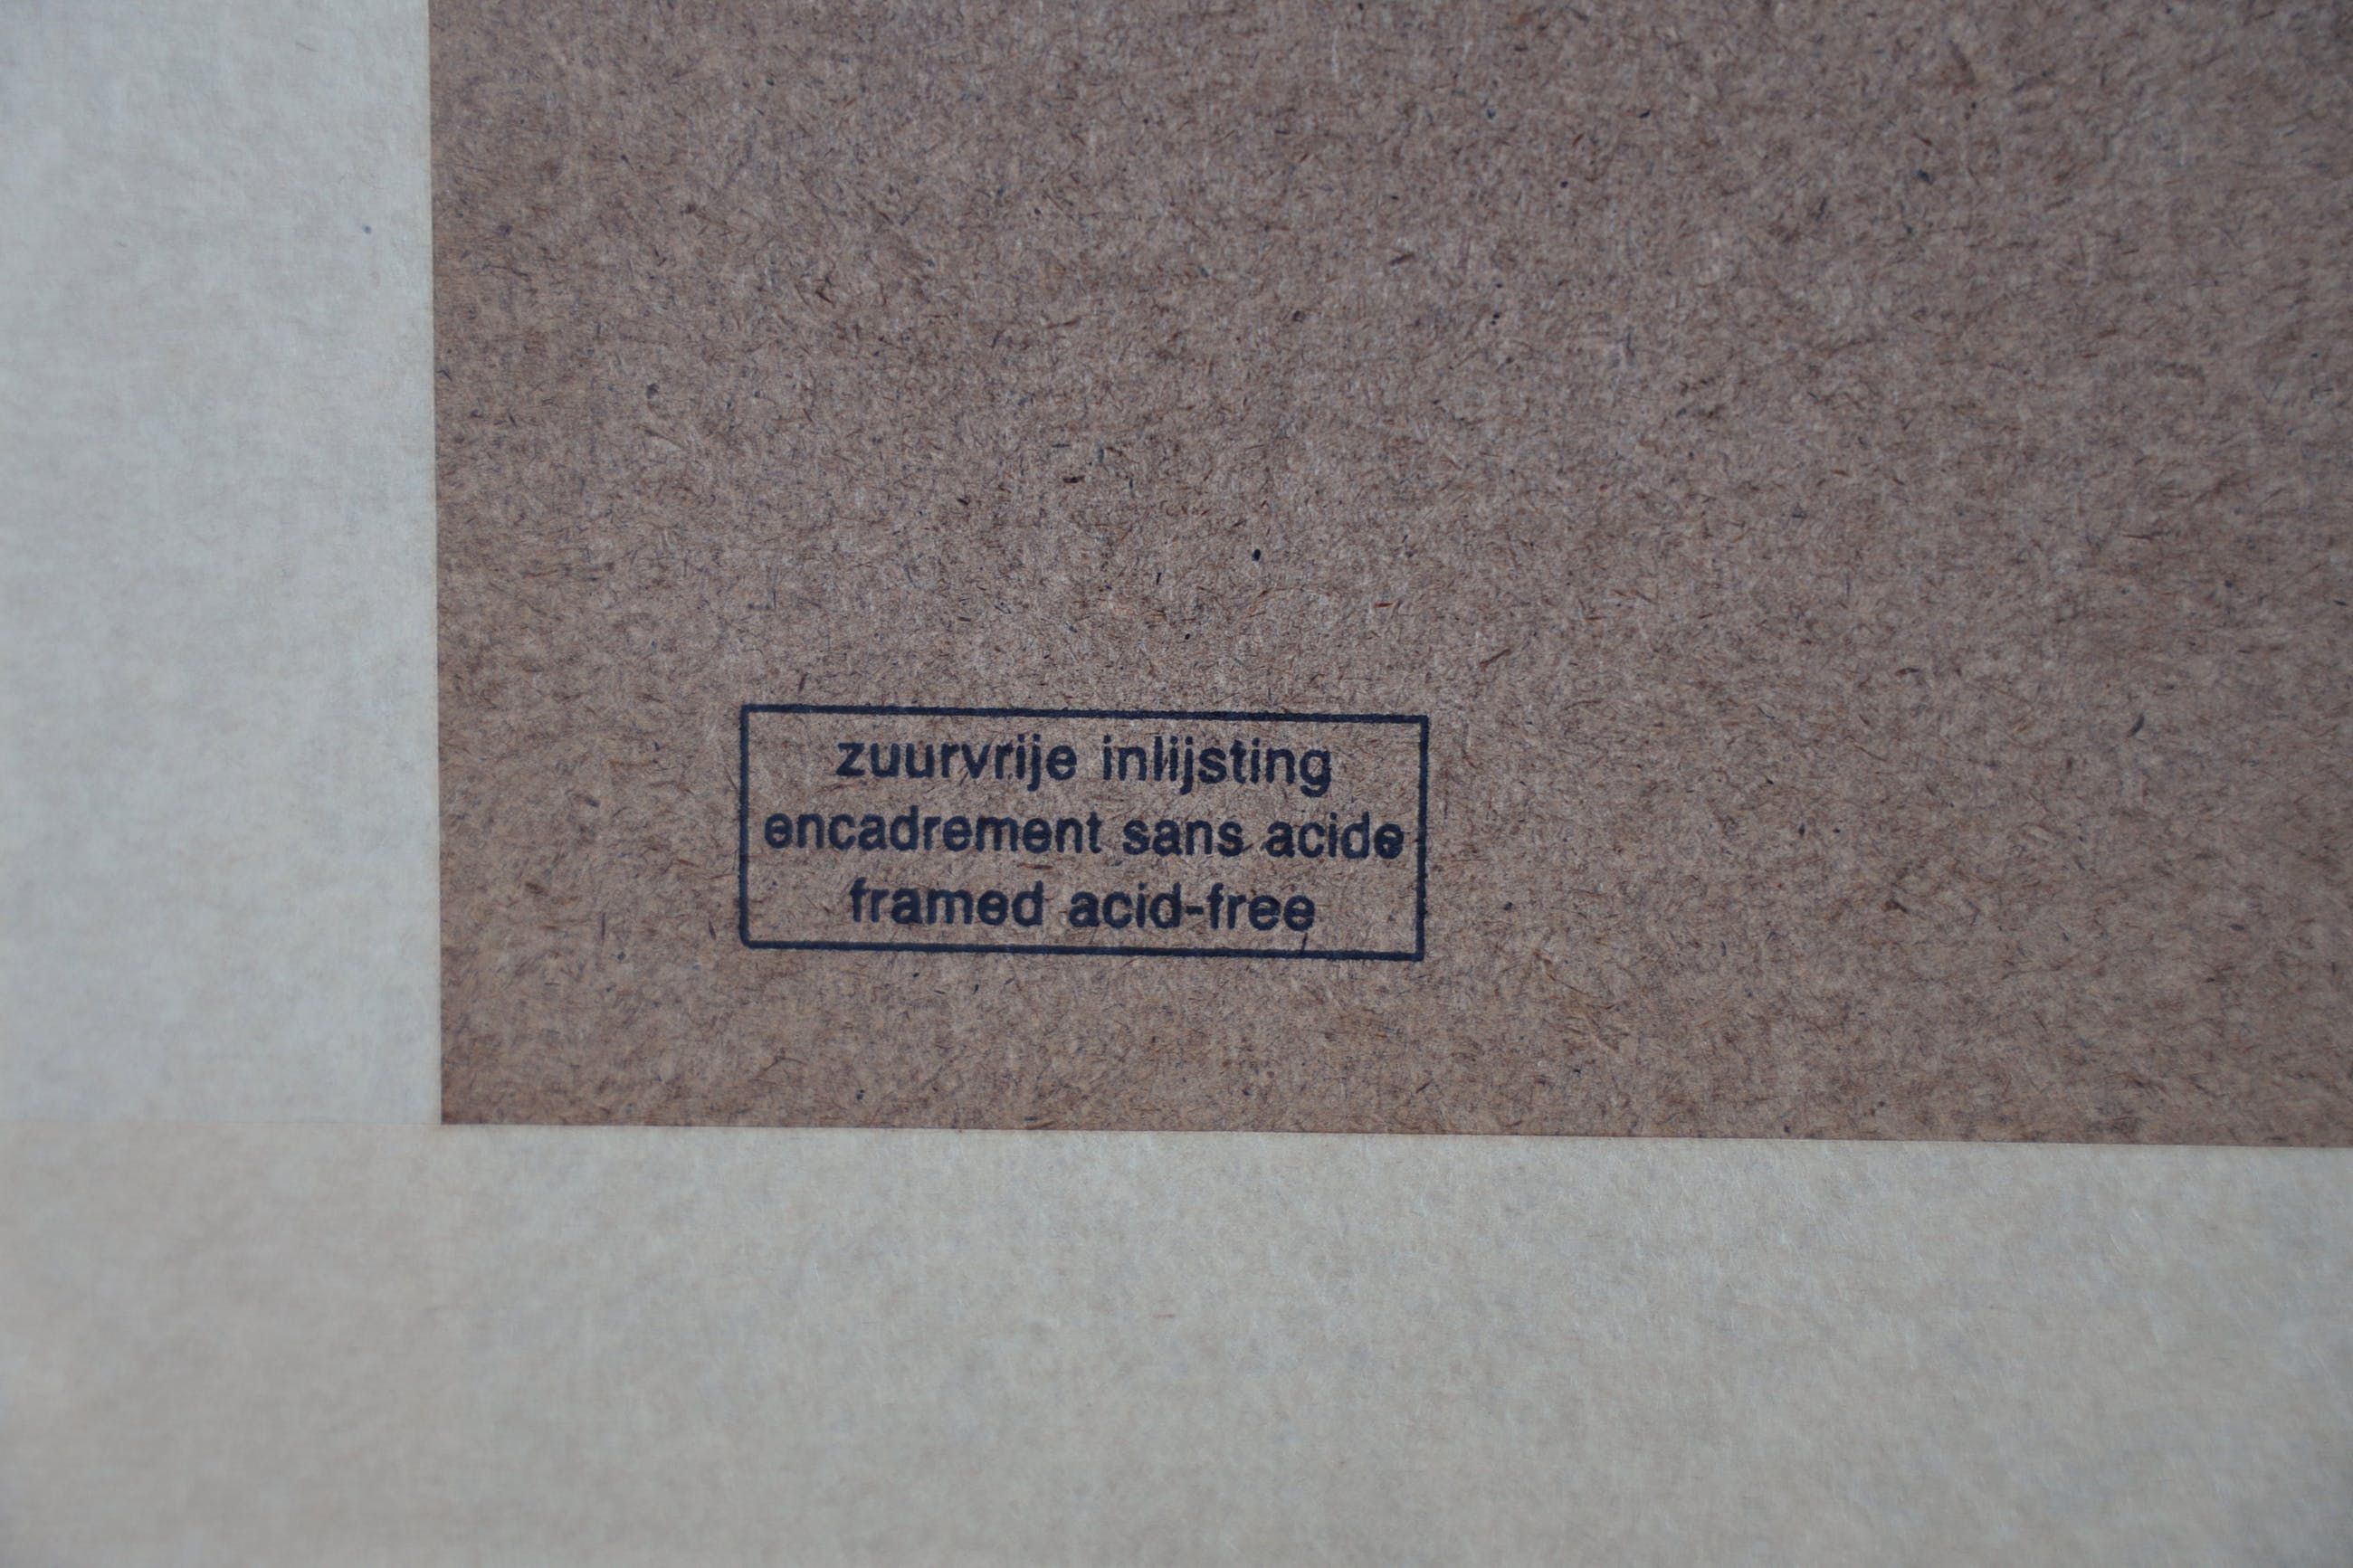 zuurvrije inlijsting
encadrement sans acide
framed acid-free